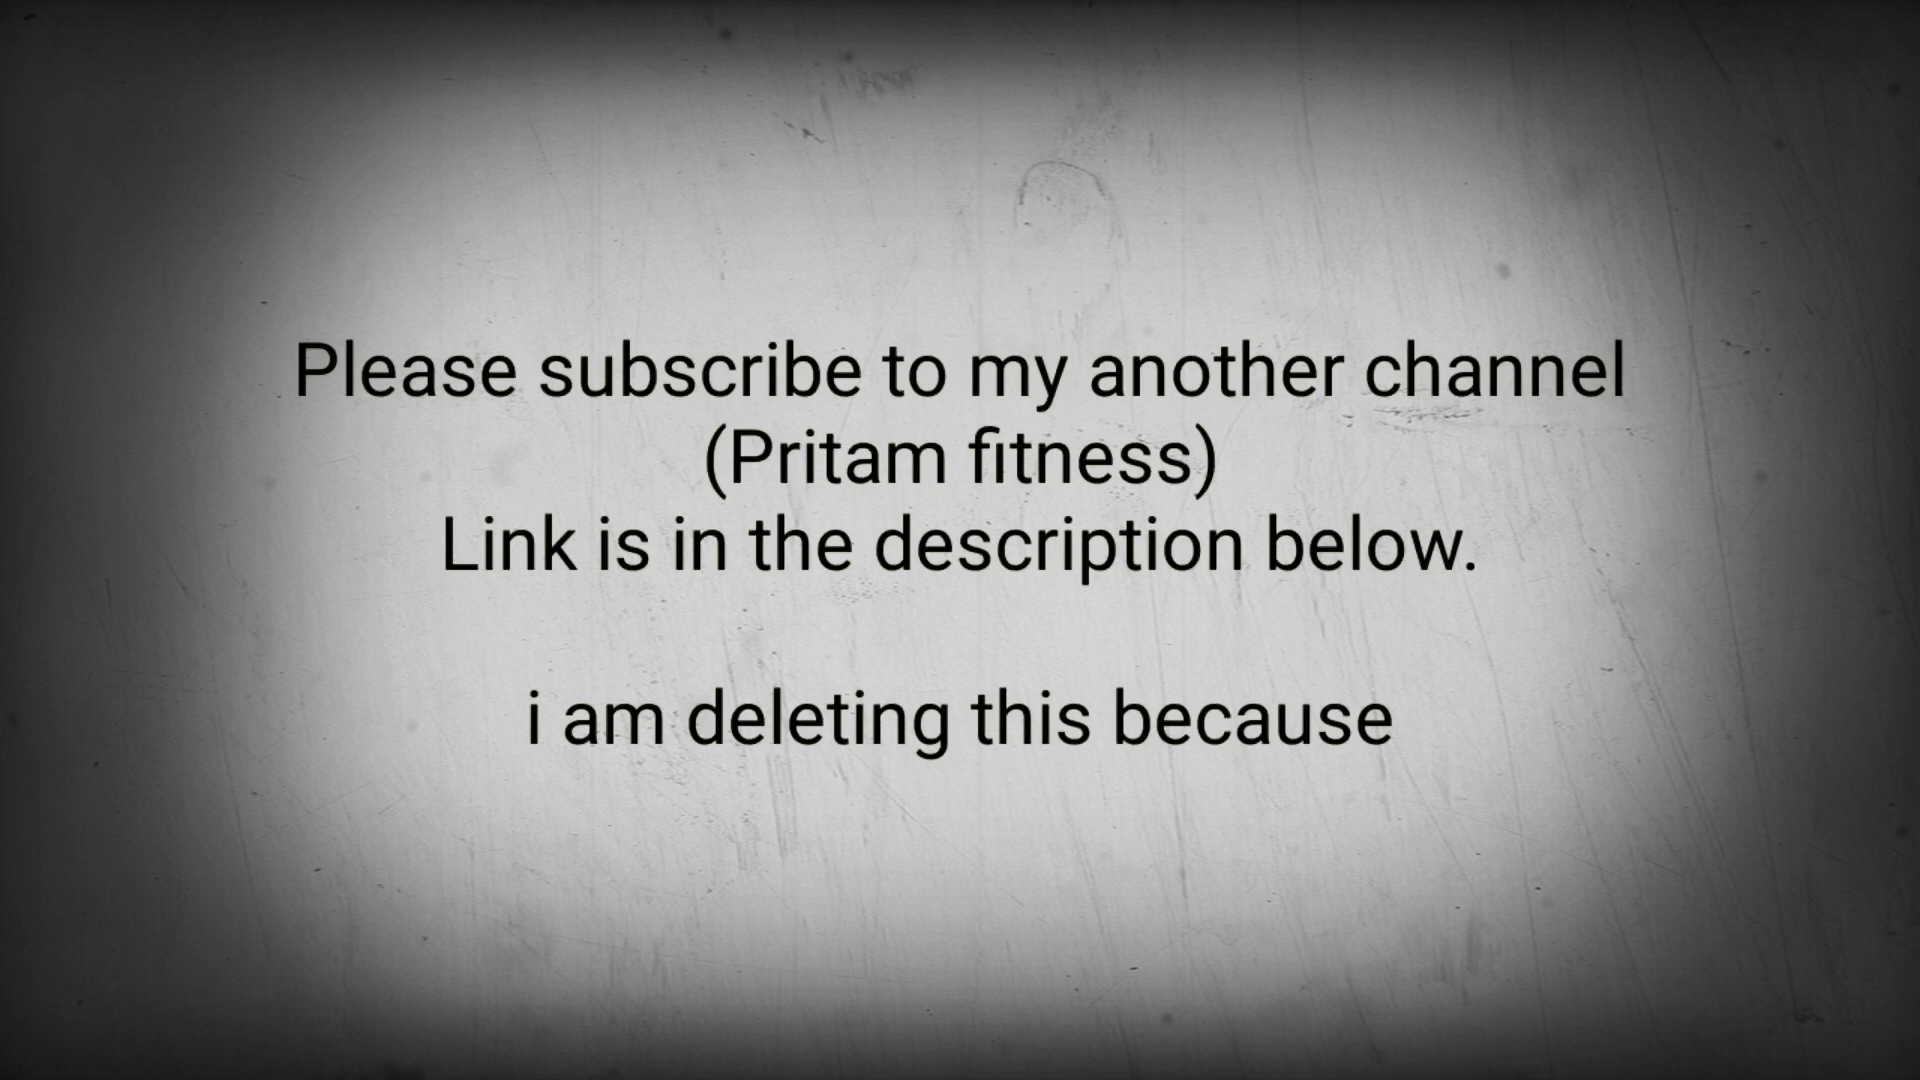 Please subscribe to my another channel
(Pritam fitness)
Link is in the description below.
i am deleting this because